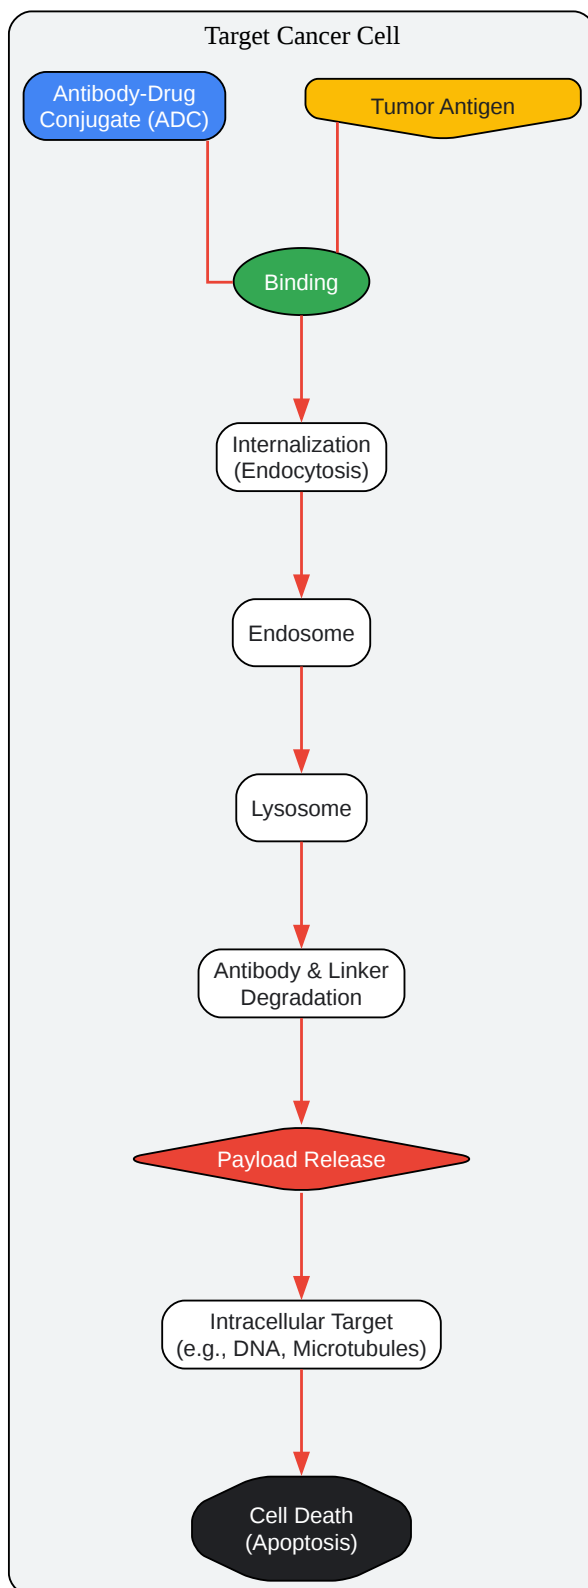 Target Cancer Cell
Antibody-Drug
Conjugate (ADC)
Tumor Antigen
Binding
Internalization
(Endocytosis)
Endosome
Lysosome
Antibody & Linker
Degradation
Payload Release
Intracellular Target
(e.g., DNA, Microtubules)
Cell Death
(Apoptosis)